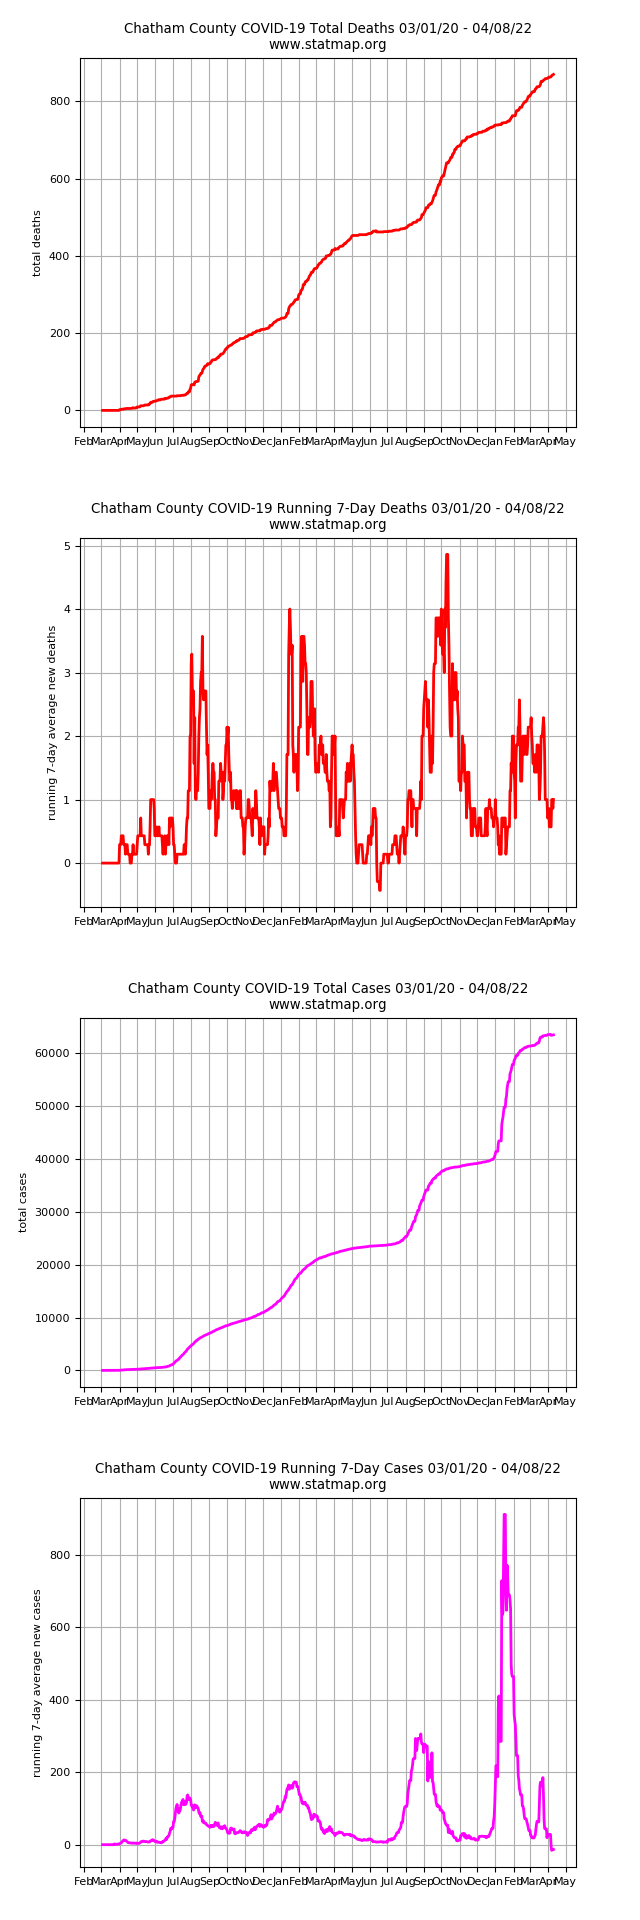 Chatham County COVID-19 Total Deaths 03/01/20 - 04/08/22
www.statmap.org
800
600
400
200
0
total deaths
Feb Mar Apr May Jun Jul Aug Sep Oct Nov Dec Jan Feb Mar Apr May Jun Jul Aug Sep Oct Nov Dec Jan Feb Mar Apr May
Chatham County COVID-19 Running 7-Day Deaths 03/01/20 - 04/08/22
www.statmap.org
5
4
3
2
1
0
running 7-day average new deaths
Feb Mar Apr May Jun Jul Aug Sep Oct Nov Dec Jan Feb Mar Apr May Jun Jul Aug Sep Oct Nov Dec Jan Feb Mar Apr May
Chatham County COVID-19 Total Cases 03/01/20 - 04/08/22
www.statmap.org
60000
50000
40000
30000
20000
10000
0
total cases
Feb Mar Apr May Jun Jul Aug Sep Oct Nov Dec Jan Feb Mar Apr May Jun Jul Aug Sep Oct Nov Dec Jan Feb Mar Apr May
Chatham County COVID-19 Running 7-Day Cases 03/01/20 - 04/08/22
www.statmap.org
800
600
400
200
0
running 7-day average new cases
Feb Mar Apr May Jun Jul Aug Sep Oct Nov Dec Jan Feb Mar Apr May Jun Jul Aug Sep Oct Nov Dec Jan Feb Mar Apr May